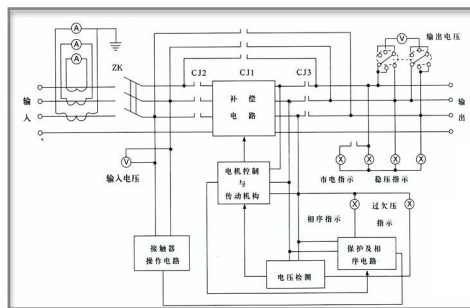 A
A
A
ZK
CJ2
CJ1
CJ3
V
输出电压
输
入
补偿
电路
输
出
V
输入电压
电机控制
与
传动机构
X
X
X
X
市电指示
稳压指示
X
X
相序指示
过欠压
指示
接触器
操作电路
电压检测
保护及相
序电路